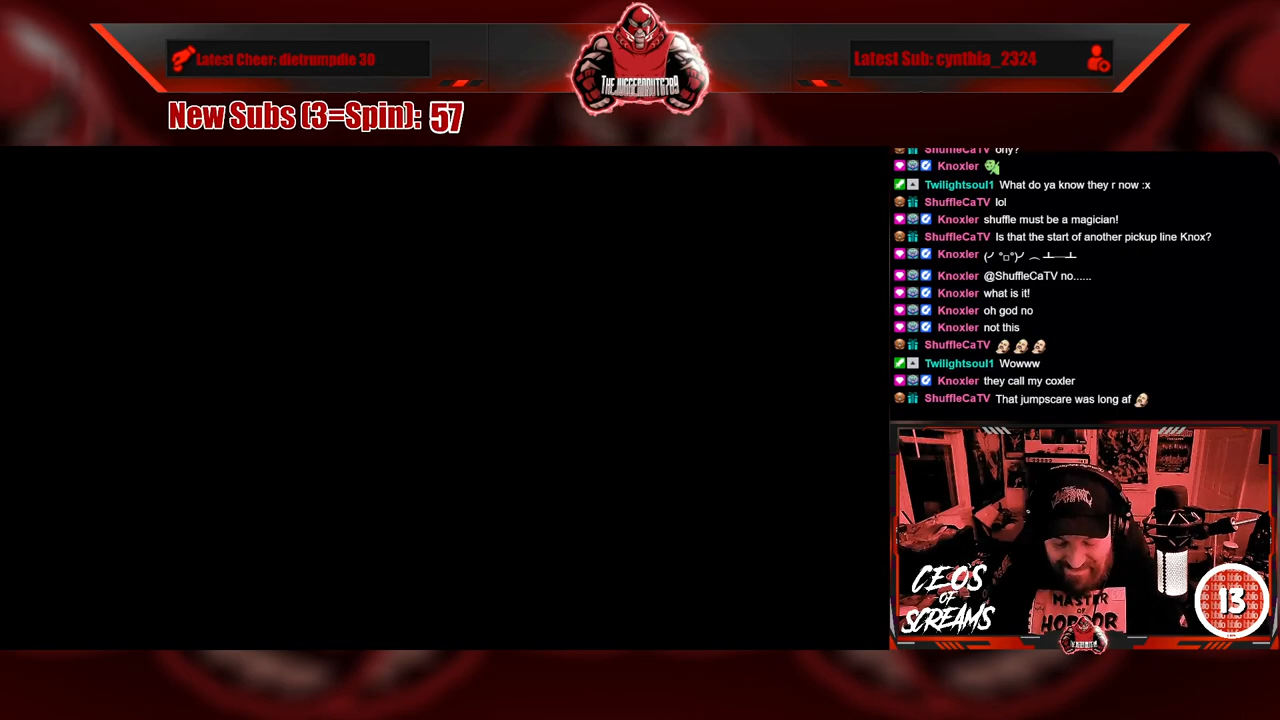 Latest Cheer: dietrumpdie 30
THEJUGGERNAUT6789
Latest Sub: cynthia_2324
New Subs (3=Spin): 57
ShuffleCaTV ony?
Knoxler
Twilightsoul1 What do ya know they r now :x
ShuffleCaTV lol
Knoxler shuffle must be a magician!
ShuffleCaTV Is that the start of another pickup line Knox?
Knoxler (╯°□°)╯︵ ┻━┻
Knoxler @ShuffleCaTV no......
Knoxler what is it!
Knoxler oh god no
Knoxler not this
ShuffleCaTV
Twilightsoul1 Wowww
Knoxler they call my coxler
ShuffleCaTV That jumpscare was long af
CEOS
OF
SCREAMS
MASTER
OF
HORROR
13